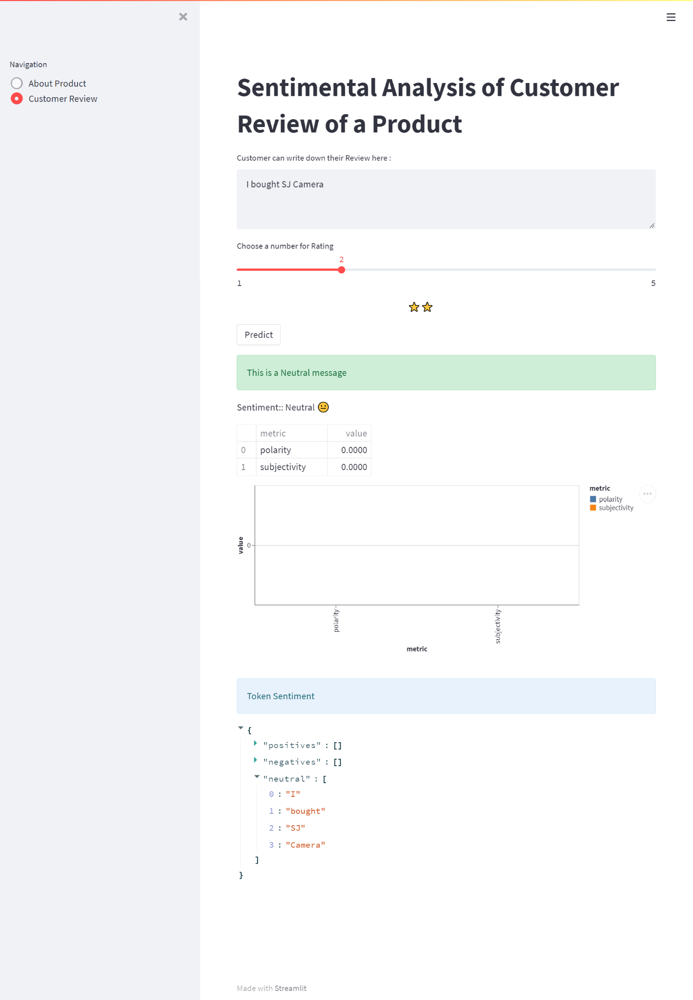 Navigation
About Product
Customer Review
Sentimental Analysis of Customer
Review of a Product
Customer can write down their Review here :
I bought SJ Camera
Choose a number for Rating
2
1 5
Predict
This is a Neutral message
Sentiment:: Neutral 😐
metric value
0 polarity 0.0000
1 subjectivity 0.0000
metric
polarity
subjectivity
value
0
polarity
subjectivity
metric
Token Sentiment
{
"positives" : []
"negatives" : []
"neutral" : [
0 : "I"
1 : "bought"
2 : "SJ"
3 : "Camera"
]
}
Made with Streamlit